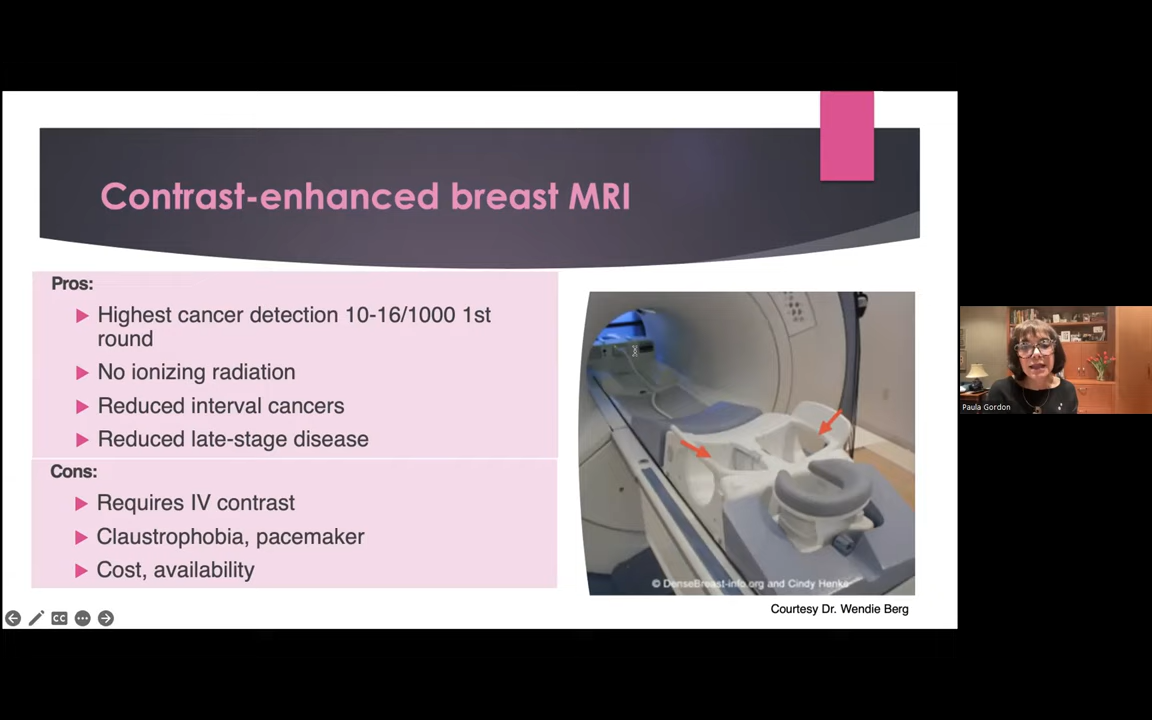 Contrast-enhanced breast MRI
Pros:
Highest cancer detection 10-16/1000 1st
round
No ionizing radiation
Reduced interval cancers
Reduced late-stage disease
Cons:
Requires IV contrast
Claustrophobia, pacemaker
Cost, availability
© DenseBreast-info.org and Cindy Henke
Courtesy Dr. Wendie Berg
CC
Paula Gordon